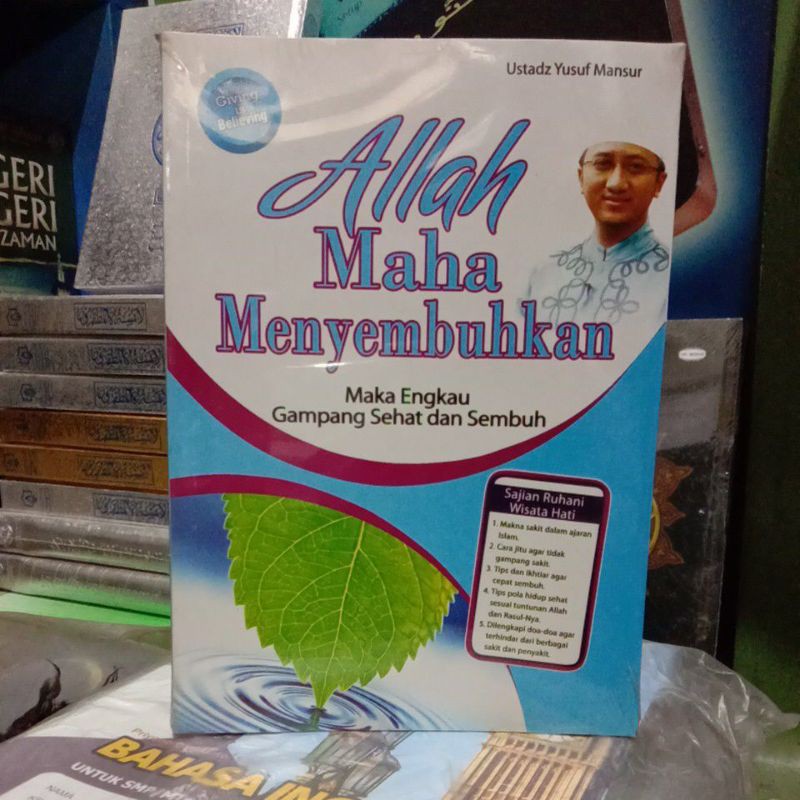 Ustadz Yusuf Mansur
Giving
Is
Believing
Allah
Maha
Menyembuhkan
Maka Engkau
Gampang Sehat dan Sembuh
Sajian Ruhani
Wisata Hati
1. Makna sakit dalam ajaran
Islam.
2. Cara jitu agar tidak
gampang sakit.
3. Tips dan ikhtiar agar
cepat sembuh.
4. Tips pola hidup sehat
sesuai tuntunan Allah
dan Rasul-Nya.
5. Dilengkapi doa-doa agar
terhindar dari berbagai
sakit dan penyakit.
GERI
GERI
ZAMAN
BAHASA ING
UNTUK SMP/MT
NAMA